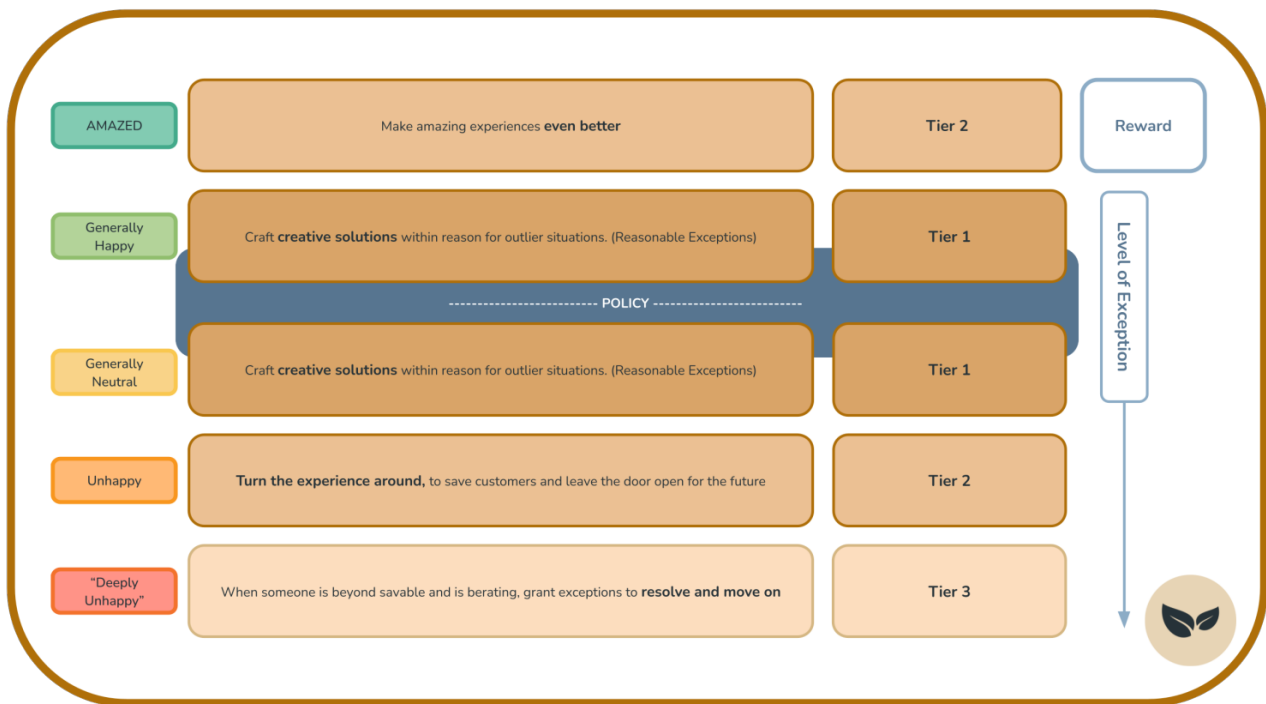 AMAZED
Make amazing experiences even better
Tier 2
Reward
Generally
Happy
Craft creative solutions within reason for outlier situations. (Reasonable Exceptions)
Tier 1
Level of Exception
-------------------------- POLICY --------------------------
Generally
Neutral
Craft creative solutions within reason for outlier situations. (Reasonable Exceptions)
Tier 1
Unhappy
Turn the experience around, to save customers and leave the door open for the future
Tier 2
“Deeply
Unhappy”
When someone is beyond savable and is berating, grant exceptions to resolve and move on
Tier 3